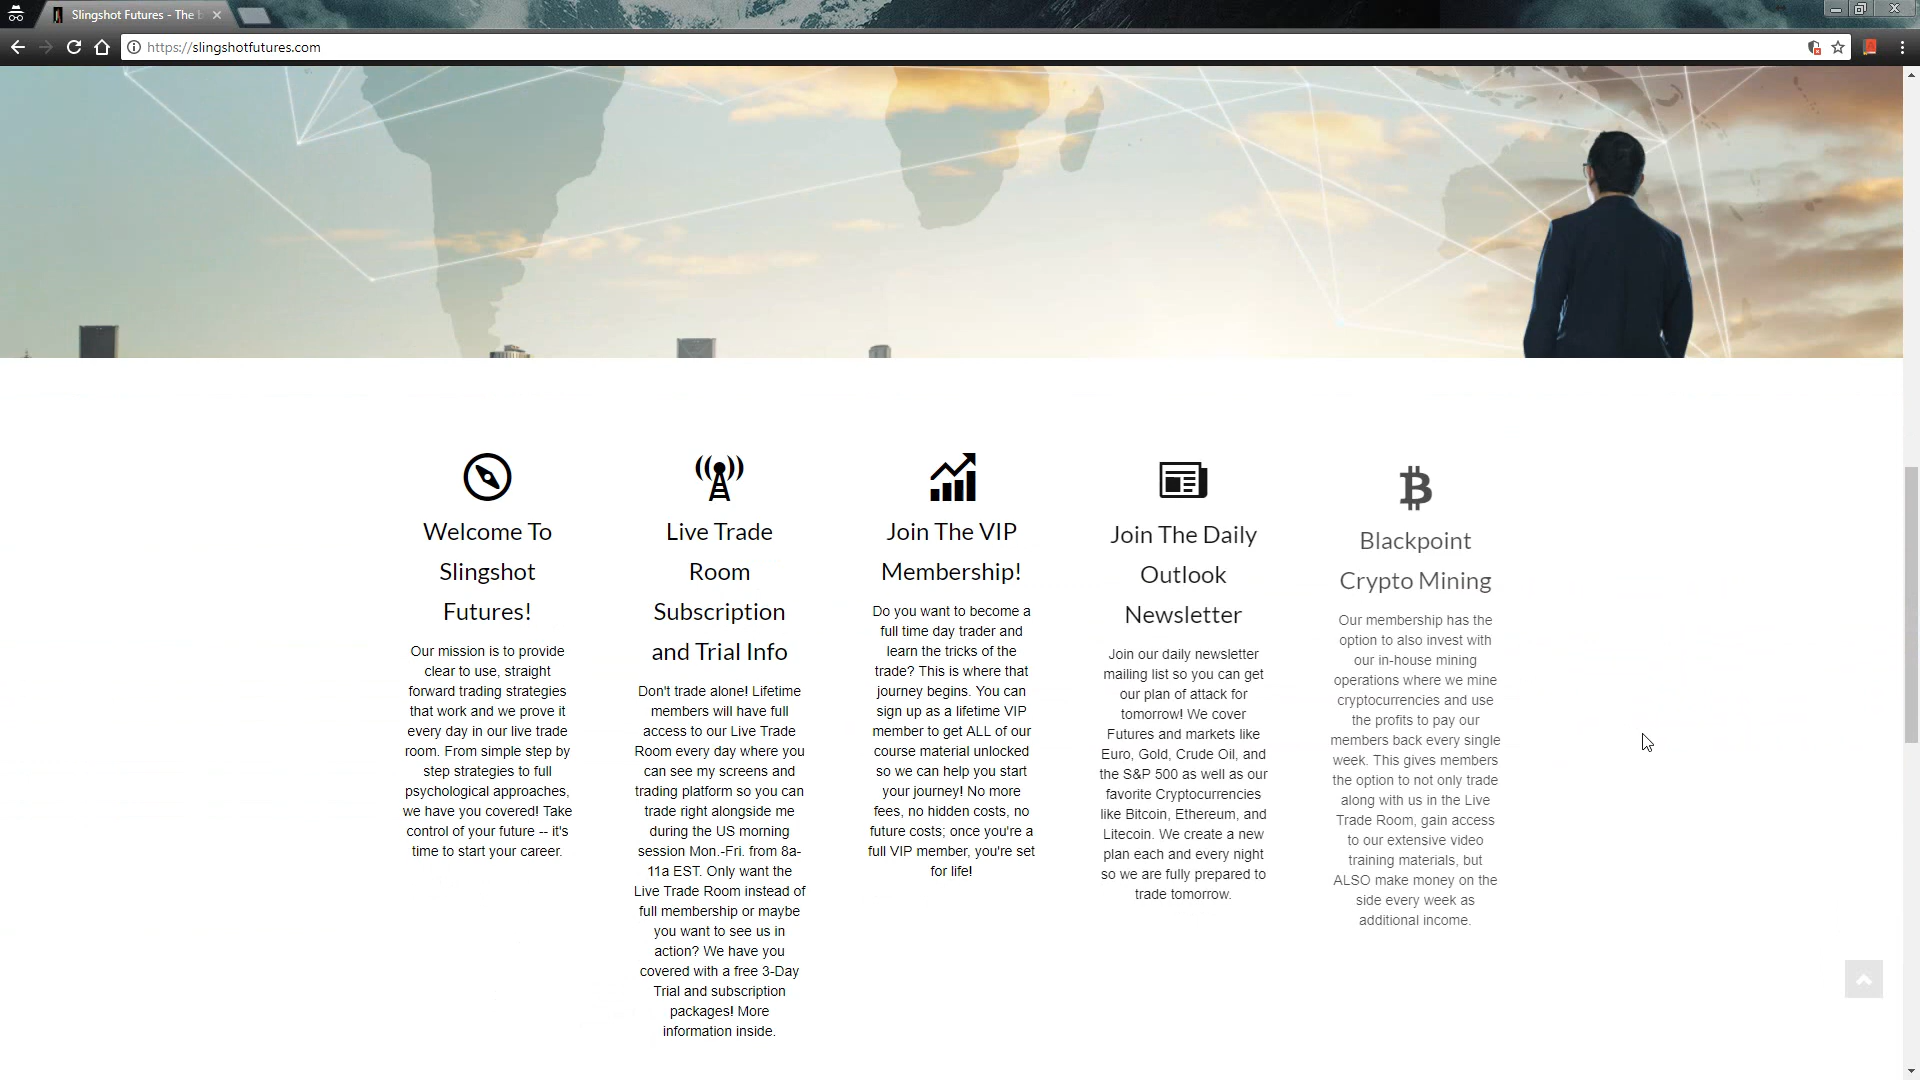 Slingshot Futures - The b
https://slingshotfutures.com
Welcome To
Slingshot
Futures!
Our mission is to provide
clear to use, straight
forward trading strategies
that work and we prove it
every day in our live trade
room. From simple step by
step strategies to full
psychological approaches,
we have you covered! Take
control of your future -- it's
time to start your career.
Live Trade
Room
Subscription
and Trial Info
Don't trade alone! Lifetime
members will have full
access to our Live Trade
Room every day where you
can see my screens and
trading platform so you can
trade right alongside me
during the US morning
session Mon.-Fri. from 8a-
11a EST. Only want the
Live Trade Room instead of
full membership or maybe
you want to see us in
action? We have you
covered with a free 3-Day
Trial and subscription
packages! More
information inside.
Join The VIP
Membership!
Do you want to become a
full time day trader and
learn the tricks of the
trade? This is where that
journey begins. You can
sign up as a lifetime VIP
member to get ALL of our
course material unlocked
so we can help you start
your journey! No more
fees, no hidden costs, no
future costs; once you're a
full VIP member, you're set
for life!
Join The Daily
Outlook
Newsletter
Join our daily newsletter
mailing list so you can get
our plan of attack for
tomorrow! We cover
Futures and markets like
Euro, Gold, Crude Oil, and
the S&P 500 as well as our
favorite Cryptocurrencies
like Bitcoin, Ethereum, and
Litecoin. We create a new
plan each and every night
so we are fully prepared to
trade tomorrow.
Blackpoint
Crypto Mining
Our membership has the
option to also invest with
our in-house mining
operations where we mine
cryptocurrencies and use
the profits to pay our
members back every single
week. This gives members
the option to not only trade
along with us in the Live
Trade Room, gain access
to our extensive video
training materials, but
ALSO make money on the
side every week as
additional income.